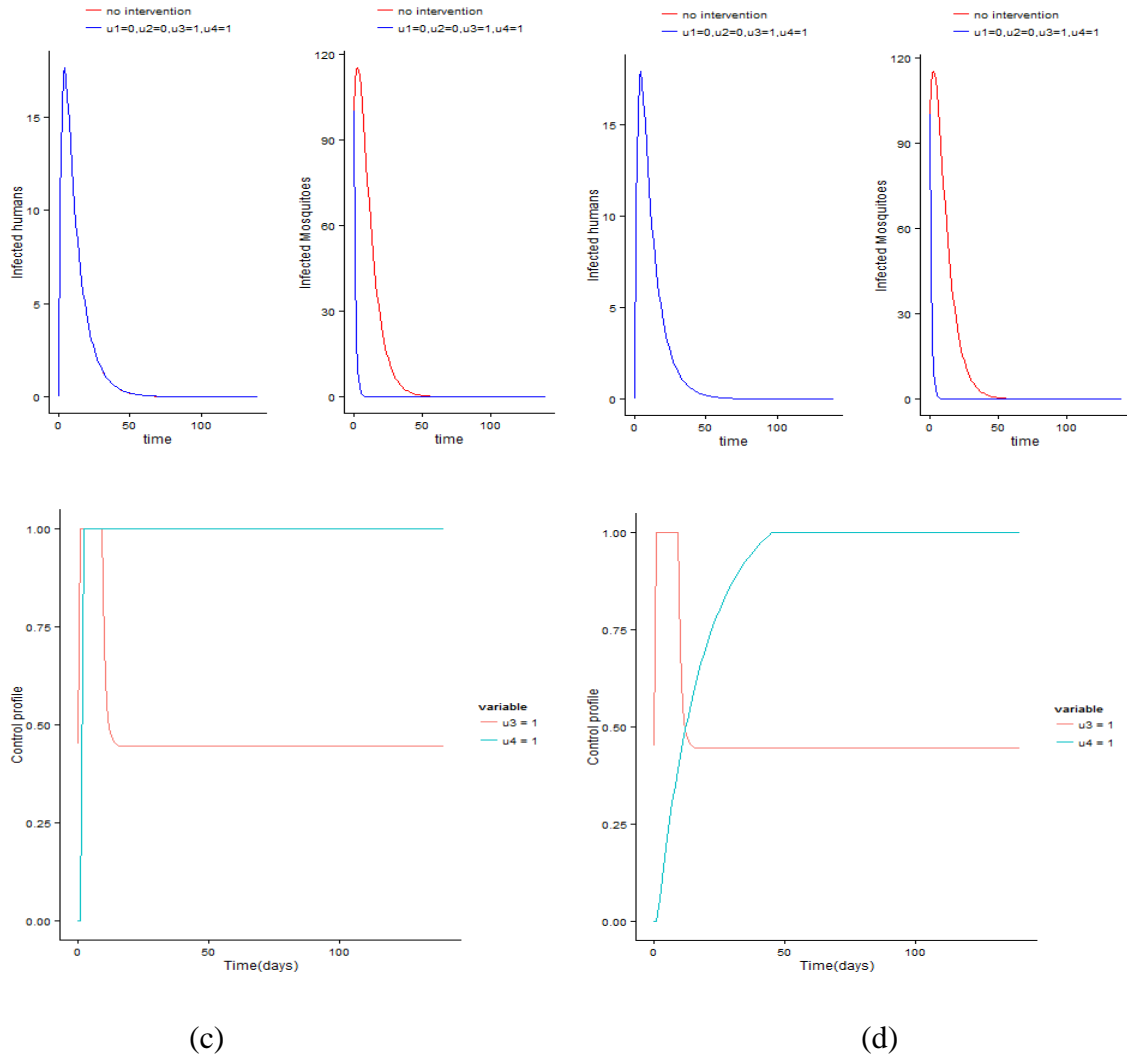 no intervention
u1=0,u2=0,u3=1,u4=1
Infected humans
15
10
5
0
0
50
100
time
no intervention
u1=0,u2=0,u3=1,u4=1
Infected Mosquitoes
120
90
60
30
0
0
50
100
time
no intervention
u1=0,u2=0,u3=1,u4=1
Infected humans
15
10
5
0
0
50
100
time
no intervention
u1=0,u2=0,u3=1,u4=1
Infected Mosquitoes
120
90
60
30
0
0
50
100
time
Control profile
1.00
0.75
0.50
0.25
0.00
0
50
100
Time(days)
variable
u3 = 1
u4 = 1
Control profile
1.00
0.75
0.50
0.25
0.00
0
50
100
Time(days)
variable
u3 = 1
u4 = 1
(c)
(d)